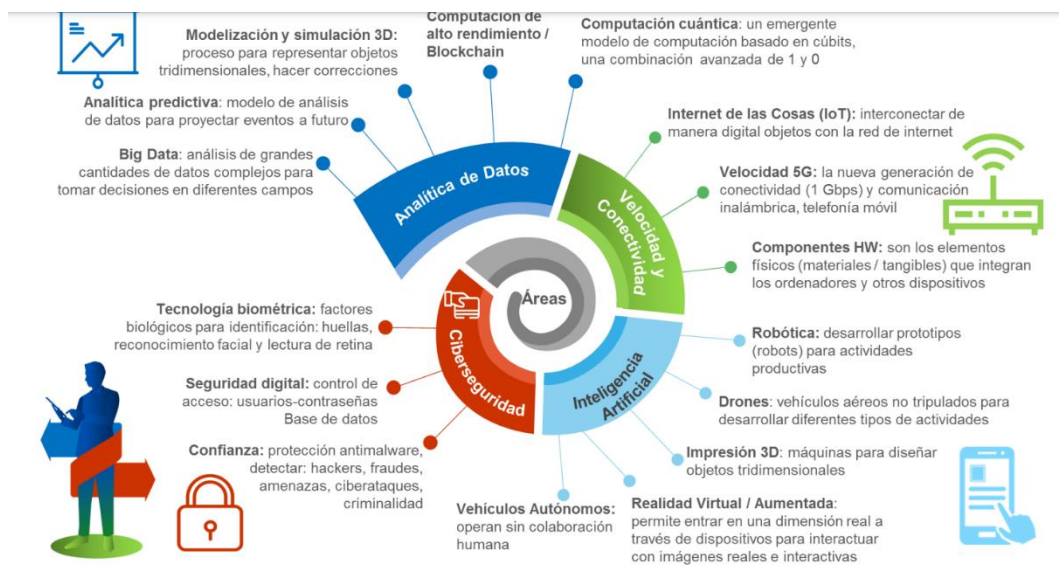 Modelización y simulación 3D:
proceso para representar objetos
tridimensionales, hacer correcciones
Computación de
alto rendimiento /
Blockchain
Computación cuántica: un emergente
modelo de computación basado en cúbits,
una combinación avanzada de 1 y 0
Analítica predictiva: modelo de análisis
de datos para proyectar eventos a futuro
Big Data: análisis de grandes
cantidades de datos complejos para
tomar decisiones en diferentes campos
Analítica de Datos
Internet de las Cosas (IoT): interconectar de
manera digital objetos con la red de internet
Velocidad 5G: la nueva generación de
conectividad (1 Gbps) y comunicación
inalámbrica, telefonía móvil
Componentes HW: son los elementos
físicos (materiales / tangibles) que integran
los ordenadores y otros dispositivos
Velocidad y
Conectividad
Áreas
Robótica: desarrollar prototipos
(robots) para actividades
productivas
Drones: vehículos aéreos no tripulados para
desarrollar diferentes tipos de actividades
Impresión 3D: máquinas para diseñar
objetos tridimensionales
Realidad Virtual / Aumentada:
permite entrar en una dimensión real a
través de dispositivos para interactuar
con imágenes reales e interactivas
Vehículos Autónomos:
operan sin colaboración
humana
Inteligencia
Artificial
Ciberseguridad
Tecnología biométrica: factores
biológicos para identificación: huellas,
reconocimiento facial y lectura de retina
Seguridad digital: control de
acceso: usuarios-contraseñas
Base de datos
Confianza: protección antimalware,
detectar: hackers, fraudes,
amenazas, ciberataques,
criminalidad